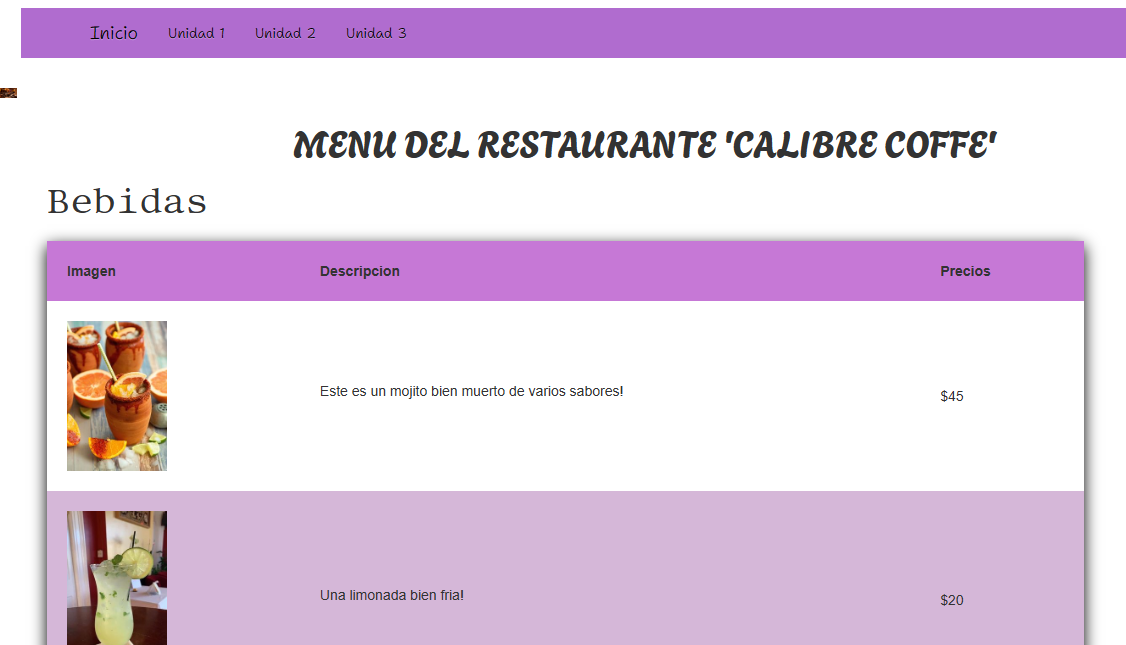 Inicio Unidad 1 Unidad 2 Unidad 3
MENU DEL RESTAURANTE 'CALIBRE COFFE'
Bebidas
Imagen Descripcion Precios
Este es un mojito bien muerto de varios sabores! $45
Una limonada bien fria! $20